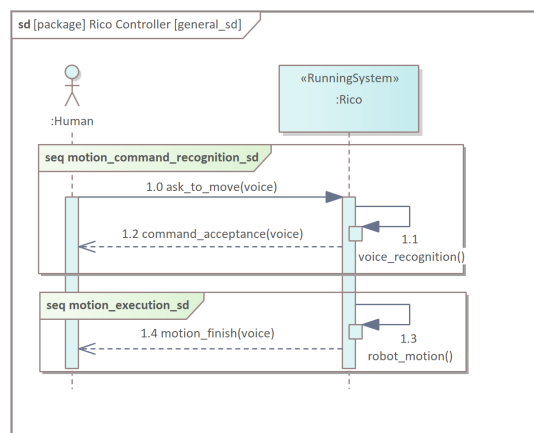 sd [package] Rico Controller [general_sd]
«RunningSystem»
:Rico
:Human
seq motion_command_recognition_sd
1.0 ask_to_move(voice)
1.2 command_acceptance(voice)
1.1
voice_recognition()
seq motion_execution_sd
1.4 motion_finish(voice)
1.3
robot_motion()